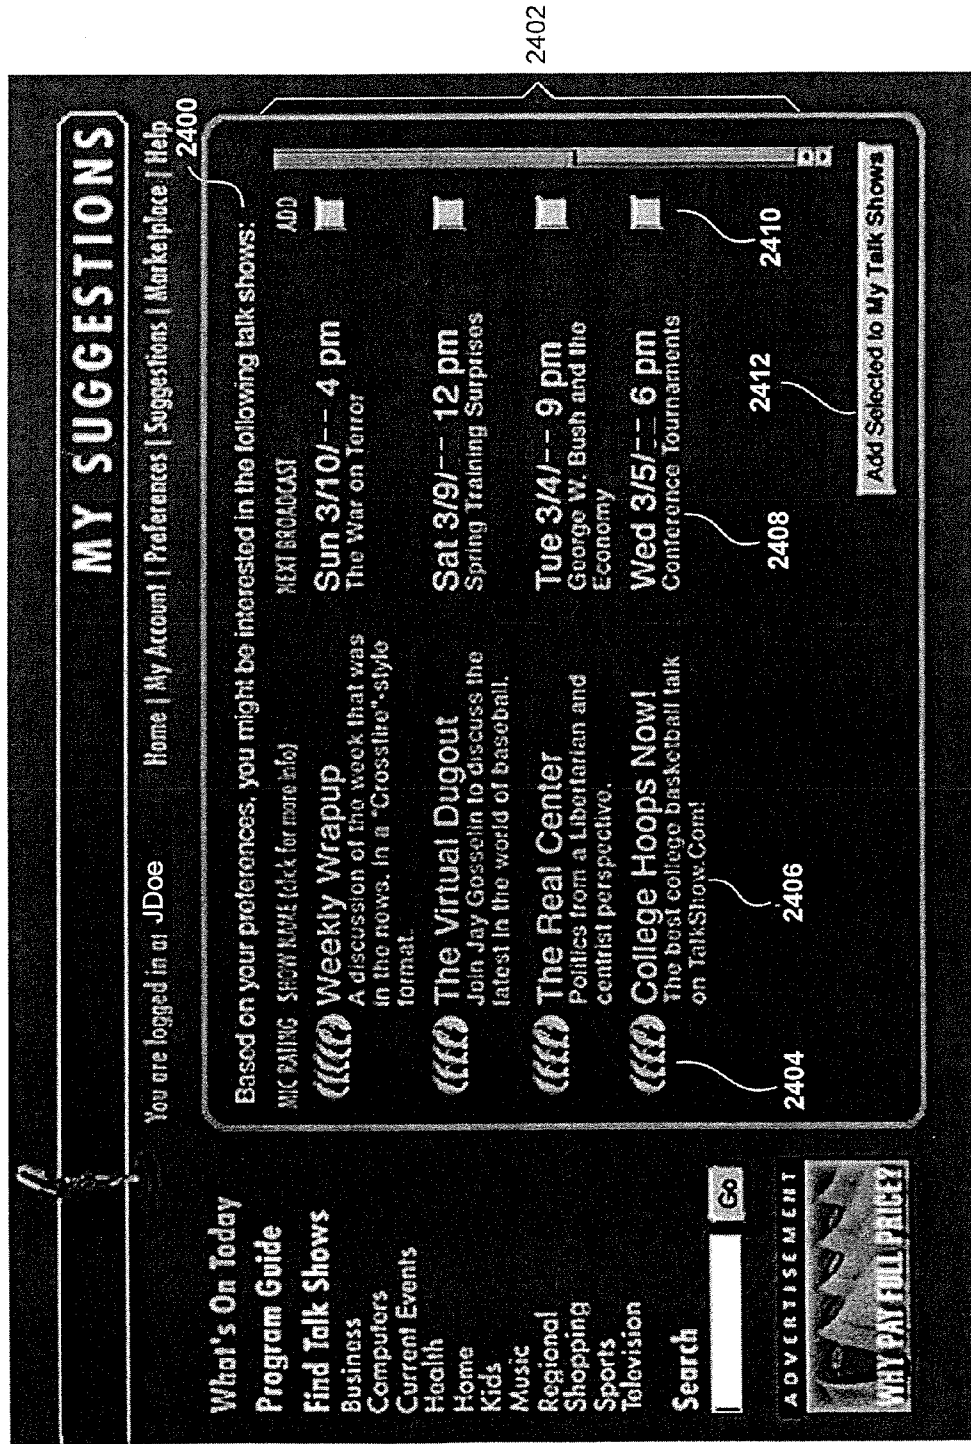 MY SUGGESTIONS
You are logged in as JDoe
Home | My Account | Preferences | Suggestions | Marketplace | Help
What's On Today
Program Guide
Find Talk Shows
Business
Computers
Current Events
Health
Home
Kids
Music
Regional
Shopping
Sports
Television
Search
Go
ADVERTISEMENT
WHY PAY FULL PRICE?
2400
Based on your preferences, you might be interested in the following talk shows:
MIC RATING SHOW NAME (click for more info) NEXT BROADCAST ADD
Weekly Wrapup Sun 3/10/-- 4 pm
A discussion of the week that was The War on Terror
in the news. In a "Crossfire"-style
format.
The Virtual Dugout Sat 3/9/-- 12 pm
Join Jay Gosselin to discuss the Spring Training Surprises
latest in the world of baseball.
The Real Center Tue 3/4/-- 9 pm
Politics from a Libertarian and George W. Bush and the
centrist perspective. Economy
College Hoops Now! Wed 3/5/-- 6 pm
The best college basketball talk Conference Tournaments
on TalkShow.Com!
2402
2404
2406
2408
2410
2412
Add Selected to My Talk Shows